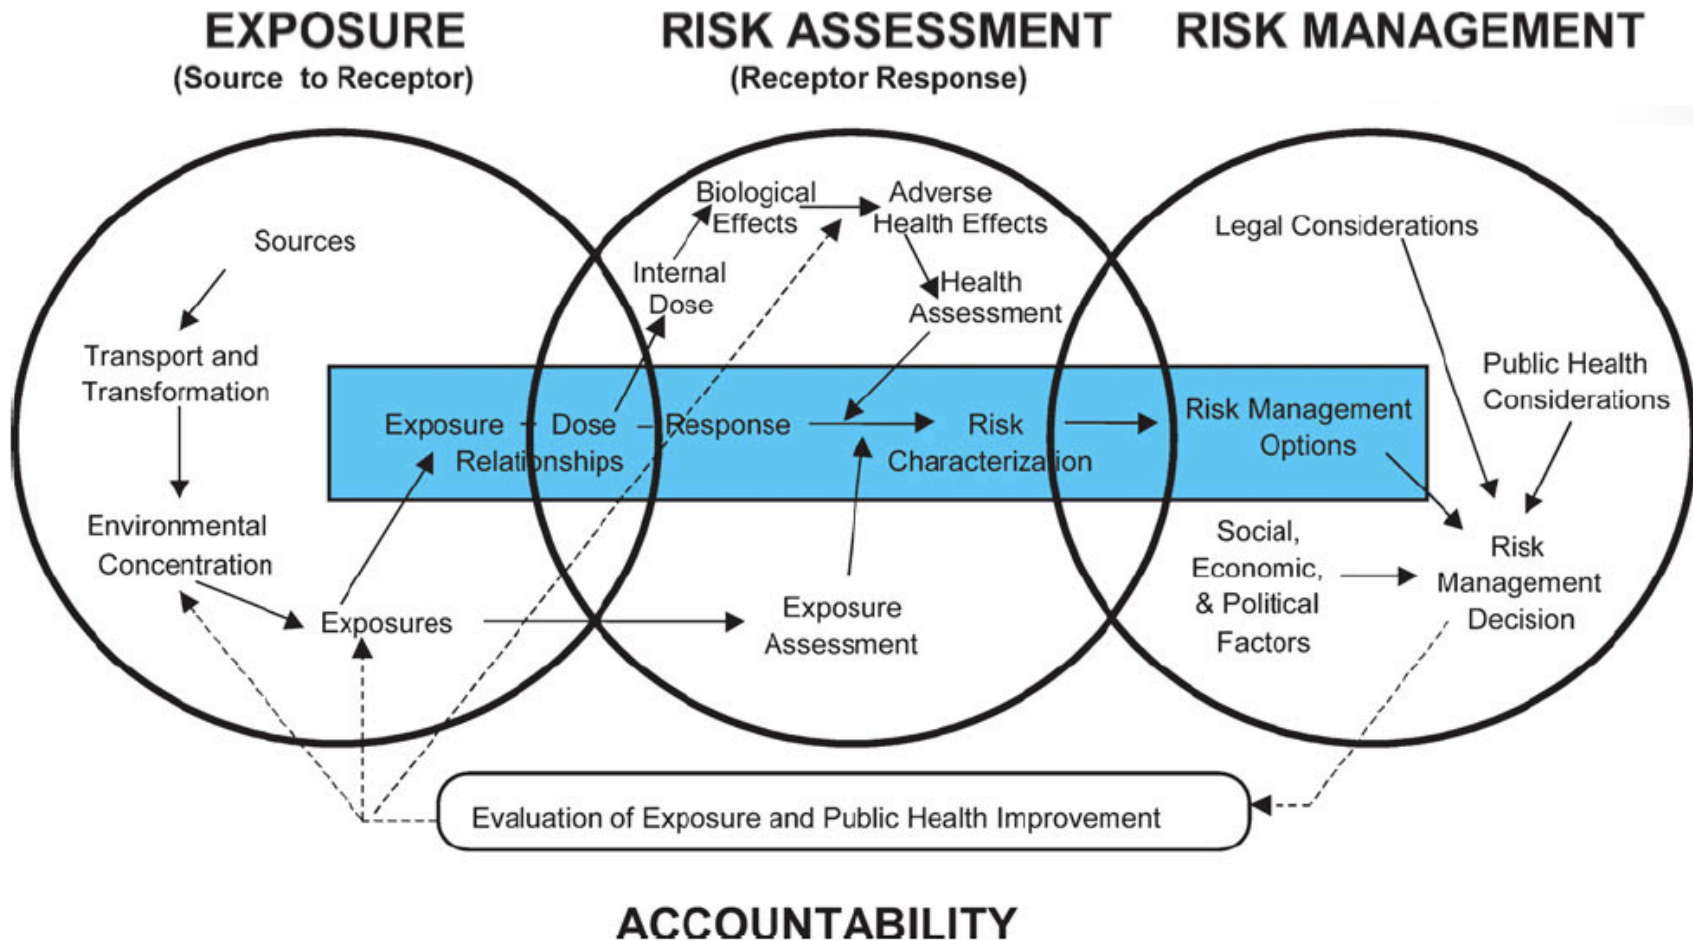 EXPOSURE
(Source to Receptor)
RISK ASSESSMENT
(Receptor Response)
RISK MANAGEMENT
Sources
Transport and
Transformation
Environmental
Concentration
Exposures
Exposure - Dose - Response
Relationships
Internal
Dose
Biological
Effects
Adverse
Health Effects
Health
Assessment
Risk
Characterization
Exposure
Assessment
Legal Considerations
Public Health
Considerations
Risk Management
Options
Social,
Economic,
& Political
Factors
Risk
Management
Decision
Evaluation of Exposure and Public Health Improvement
ACCOUNTABILITY